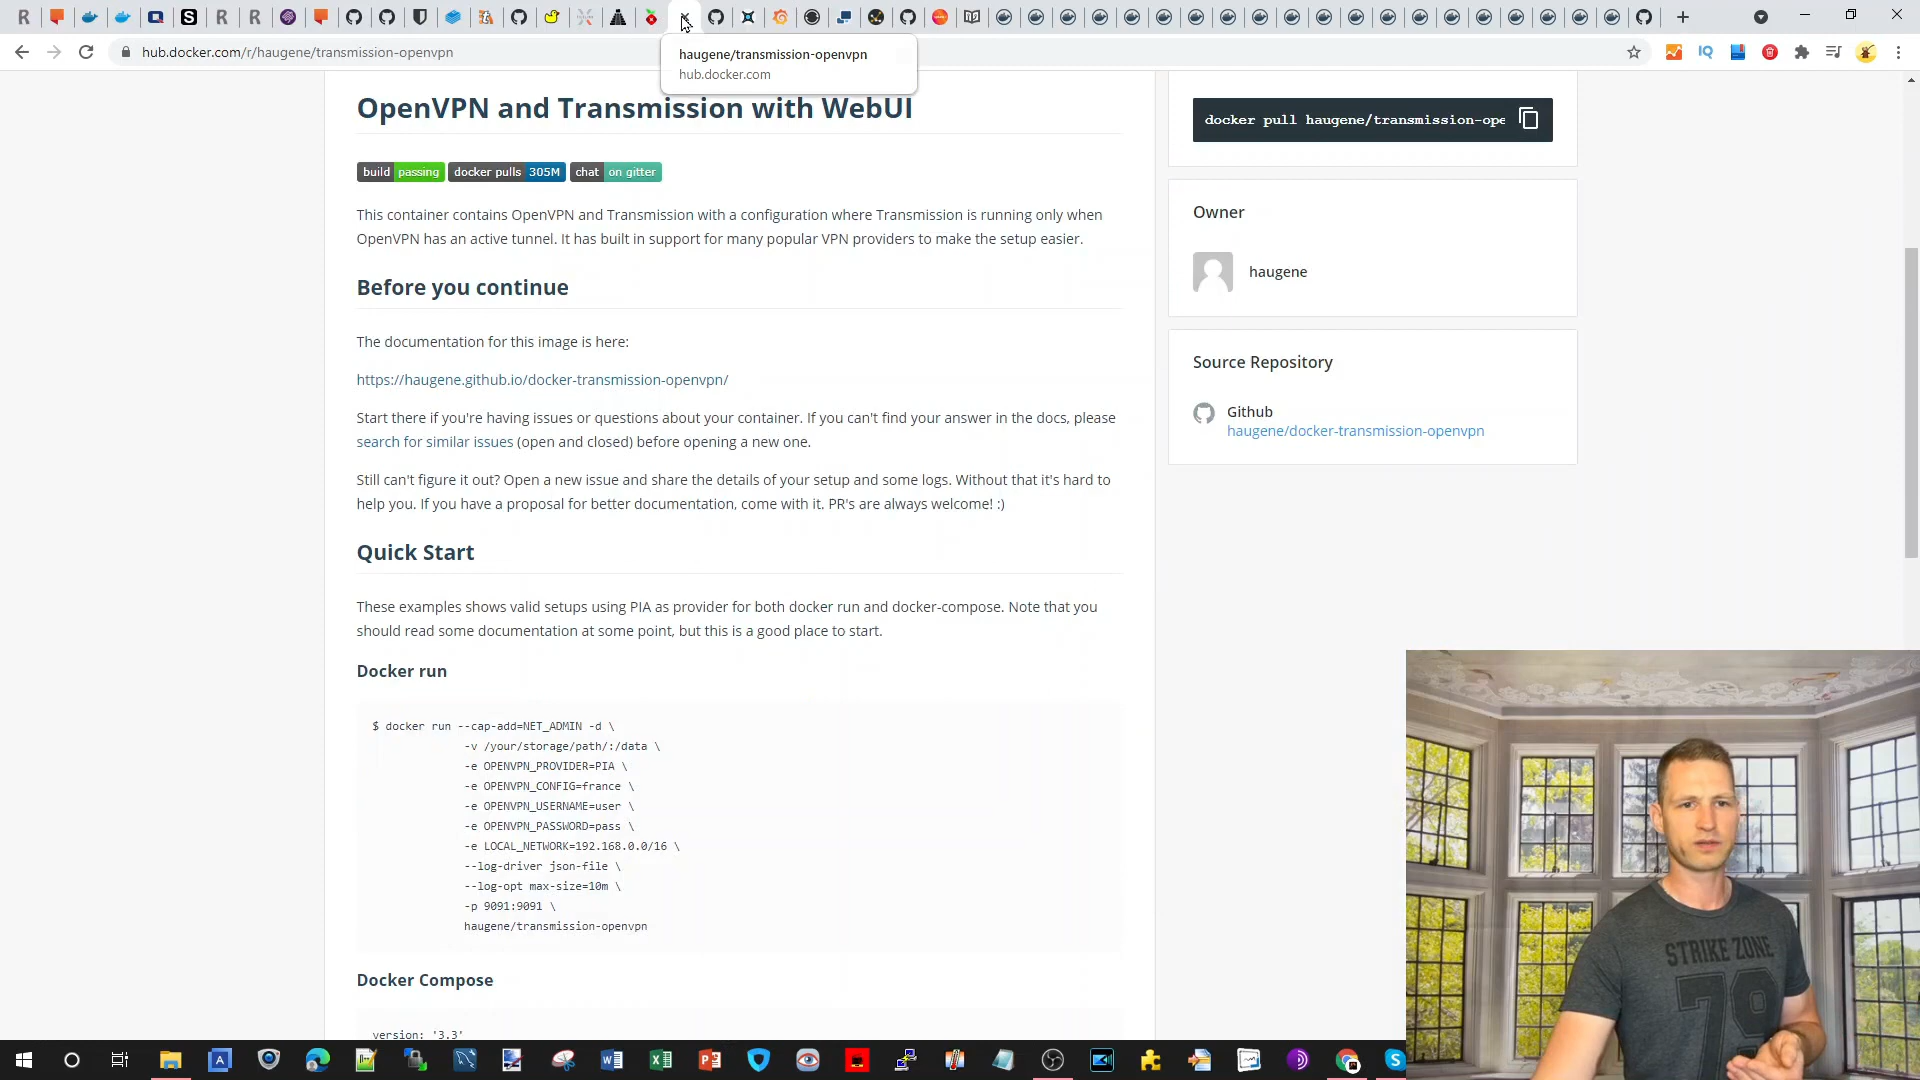 hub.docker.com/r/haugene/transmission-openvpn
haugene/transmission-openvpn
hub.docker.com
OpenVPN and Transmission with WebUI
build passing docker pulls 305M chat on gitter
This container contains OpenVPN and Transmission with a configuration where Transmission is running only when
OpenVPN has an active tunnel. It has built in support for many popular VPN providers to make the setup easier.
Before you continue
The documentation for this image is here:
https://haugene.github.io/docker-transmission-openvpn/
Start there if you're having issues or questions about your container. If you can't find your answer in the docs, please
search for similar issues (open and closed) before opening a new one.
Still can't figure it out? Open a new issue and share the details of your setup and some logs. Without that it's hard to
help you. If you have a proposal for better documentation, come with it. PR's are always welcome! :)
Quick Start
These examples shows valid setups using PIA as provider for both docker run and docker-compose. Note that you
should read some documentation at some point, but this is a good place to start.
Docker run
$ docker run --cap-add=NET_ADMIN -d \
-v /your/storage/path/:/data \
-e OPENVPN_PROVIDER=PIA \
-e OPENVPN_CONFIG=france \
-e OPENVPN_USERNAME=user \
-e OPENVPN_PASSWORD=pass \
-e LOCAL_NETWORK=192.168.0.0/16 \
--log-driver json-file \
--log-opt max-size=10m \
-p 9091:9091 \
haugene/transmission-openvpn
Docker Compose
version: '3.3'
docker pull haugene/transmission-ope
Owner
haugene
Source Repository
Github
haugene/docker-transmission-openvpn
STRIKE ZONE
79